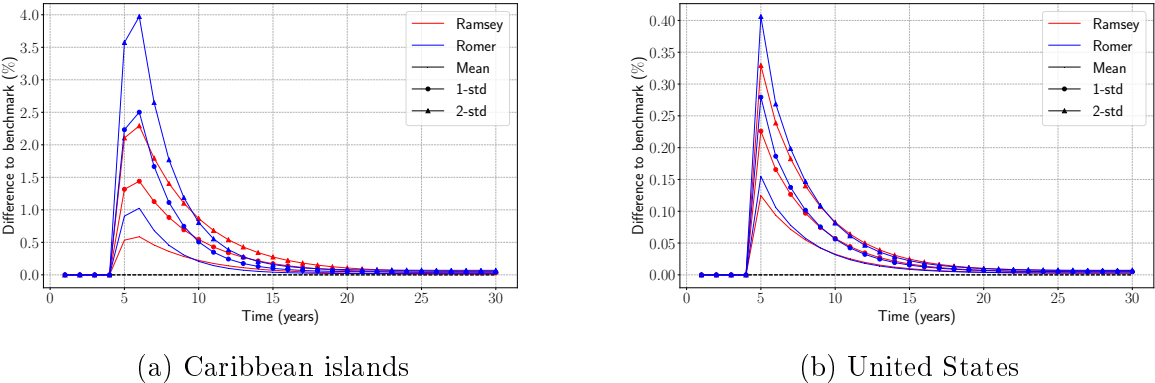 4.0
3.5
3.0
2.5
2.0
1.5
1.0
0.5
0.0
Difference to benchmark (%)
0 5 10 15 20 25 30
Time (years)
Ramsey
Romer
Mean
1-std
2-std
(a) Caribbean islands
0.40
0.35
0.30
0.25
0.20
0.15
0.10
0.05
0.00
Difference to benchmark (%)
0 5 10 15 20 25 30
Time (years)
Ramsey
Romer
Mean
1-std
2-std
(b) United States